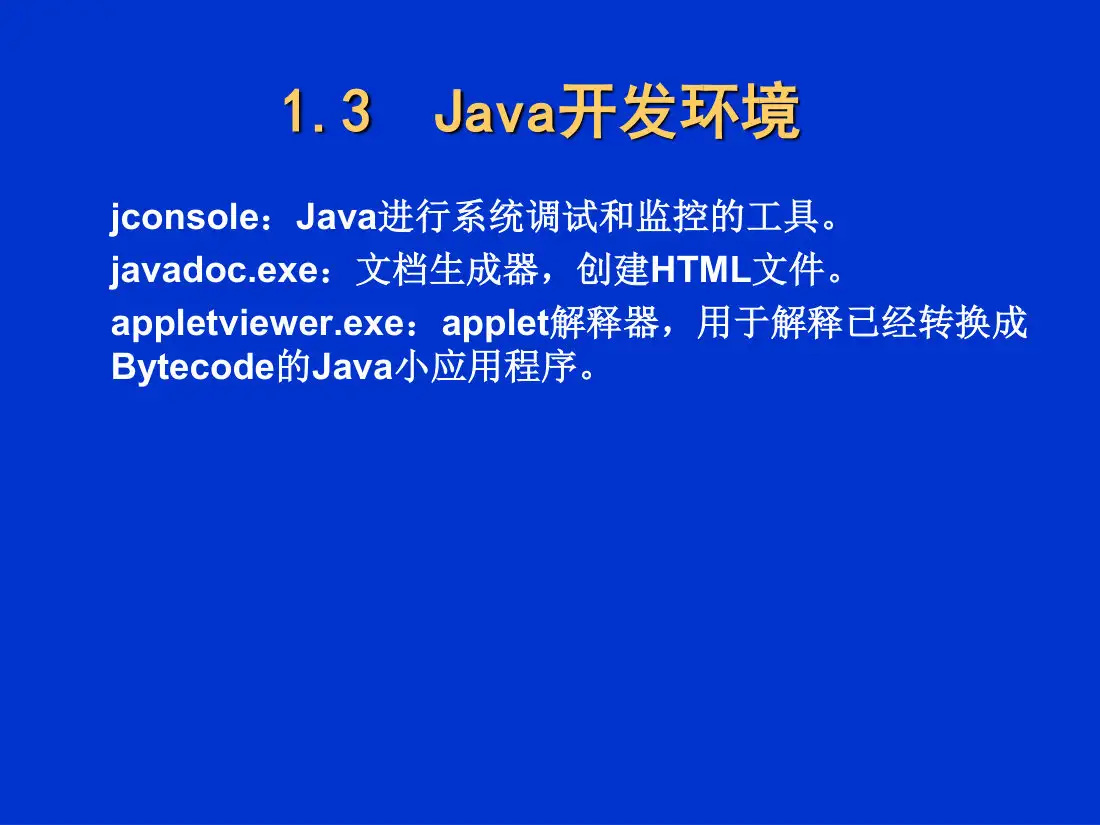 1.3 Java开发环境
jconsole：Java进行系统调试和监控的工具。
javadoc.exe：文档生成器，创建HTML文件。
appletviewer.exe：applet解释器，用于解释已经转换成
Bytecode的Java小应用程序。